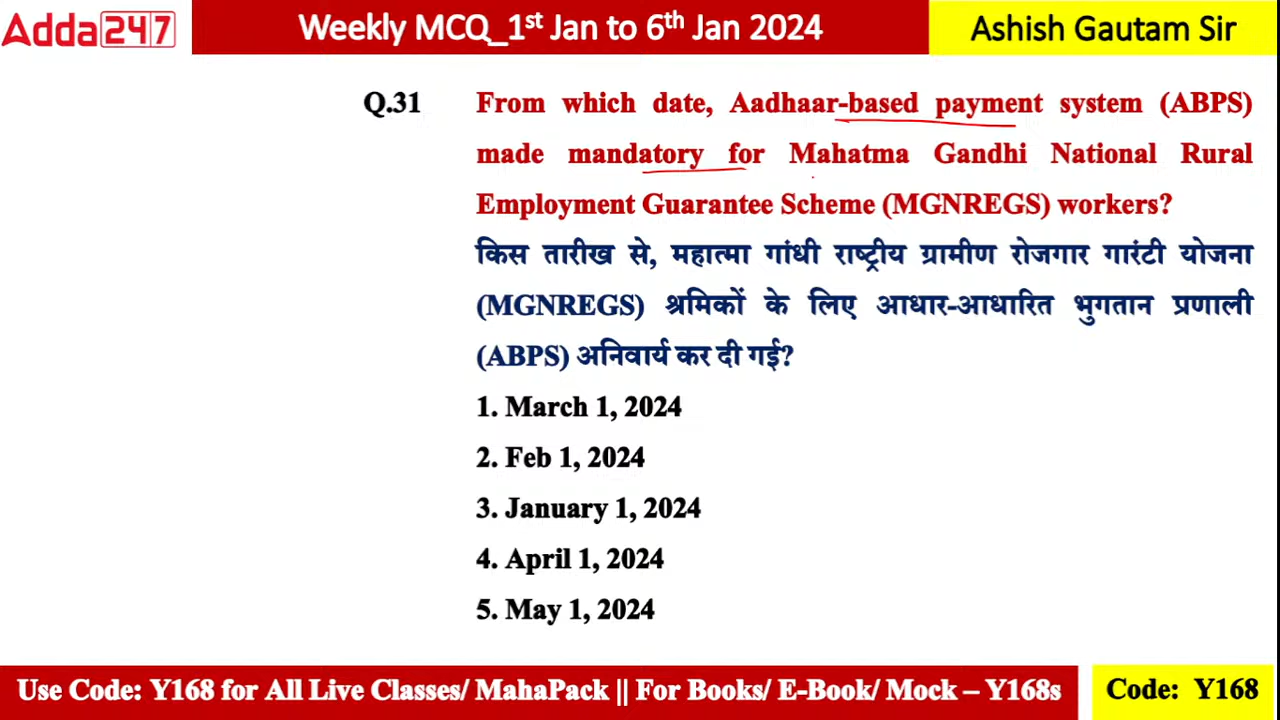 Adda247
Weekly MCQ_1st Jan to 6th Jan 2024
Ashish Gautam Sir
Q.31 From which date, Aadhaar-based payment system (ABPS)
made mandatory for Mahatma Gandhi National Rural
Employment Guarantee Scheme (MGNREGS) workers?
किस तारीख से, महात्मा गांधी राष्ट्रीय ग्रामीण रोजगार गारंटी योजना
(MGNREGS) श्रमिकों के लिए आधार-आधारित भुगतान प्रणाली
(ABPS) अनिवार्य कर दी गई?
1. March 1, 2024
2. Feb 1, 2024
3. January 1, 2024
4. April 1, 2024
5. May 1, 2024
Use Code: Y168 for All Live Classes/ MahaPack || For Books/ E-Book/ Mock – Y168s
Code: Y168